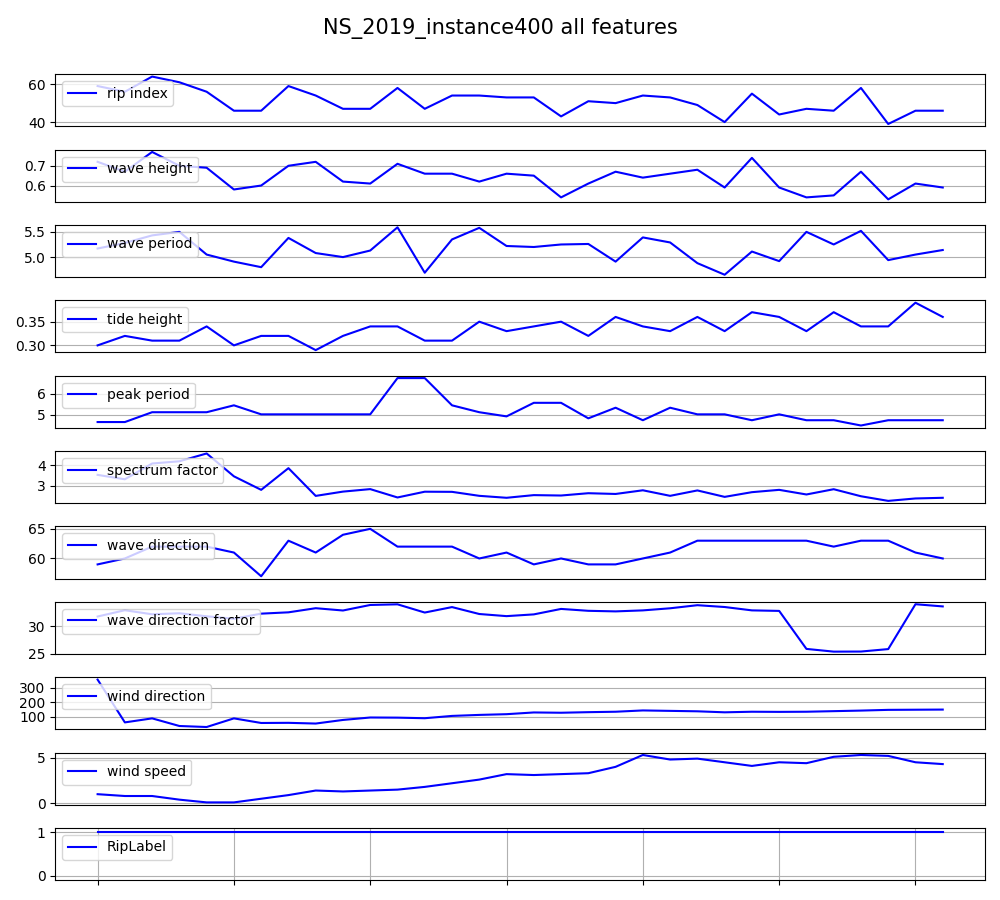 NS_2019_instance400 all features
60
40
rip index
0.7
0.6
wave height
5.5
5.0
wave period
0.35
0.30
tide height
6
5
peak period
4
3
spectrum factor
65
60
wave direction
30
25
wave direction factor
300
200
100
wind direction
5
0
wind speed
1
0
RipLabel